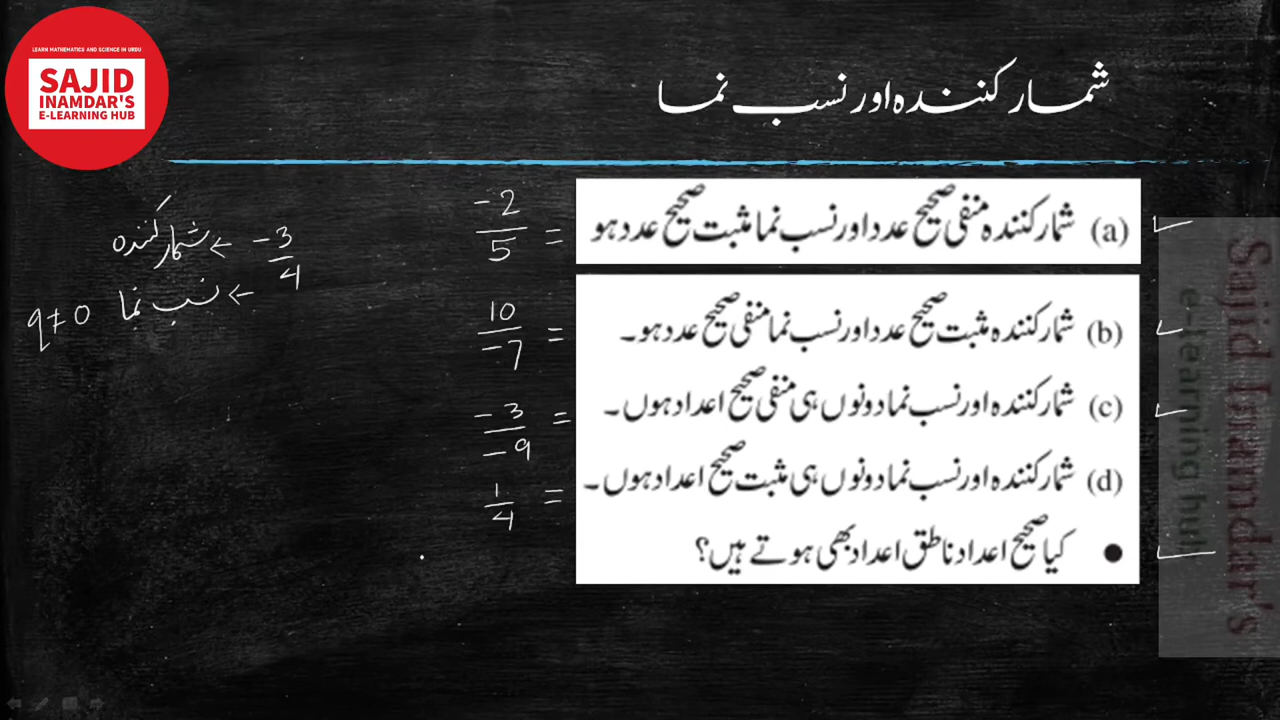 LEARN MATHEMATICS AND SCIENCE IN URDU
SAJID
INAMDAR'S
E-LEARNING HUB
شمار کنندہ اور نسب نما
(a) شمار کنندہ منفی صحیح عدد اور نسب نما مثبت صحیح عدد ہو
-2/5 =
(b) شمار کنندہ مثبت صحیح عدد اور نسب نما منفی صحیح عدد ہو۔
10/-7 =
(c) شمار کنندہ اور نسب نما دونوں ہی منفی صحیح اعداد ہوں۔
-3/-9 =
(d) شمار کنندہ اور نسب نما دونوں ہی مثبت صحیح اعداد ہوں۔
1/4 =
● کیا صحیح اعداد ناطق اعداد بھی ہوتے ہیں؟
-3/4
شمار کنندہ ←
نسب نما ←
q≠0
Sajid Inamdar's
e-learning hub